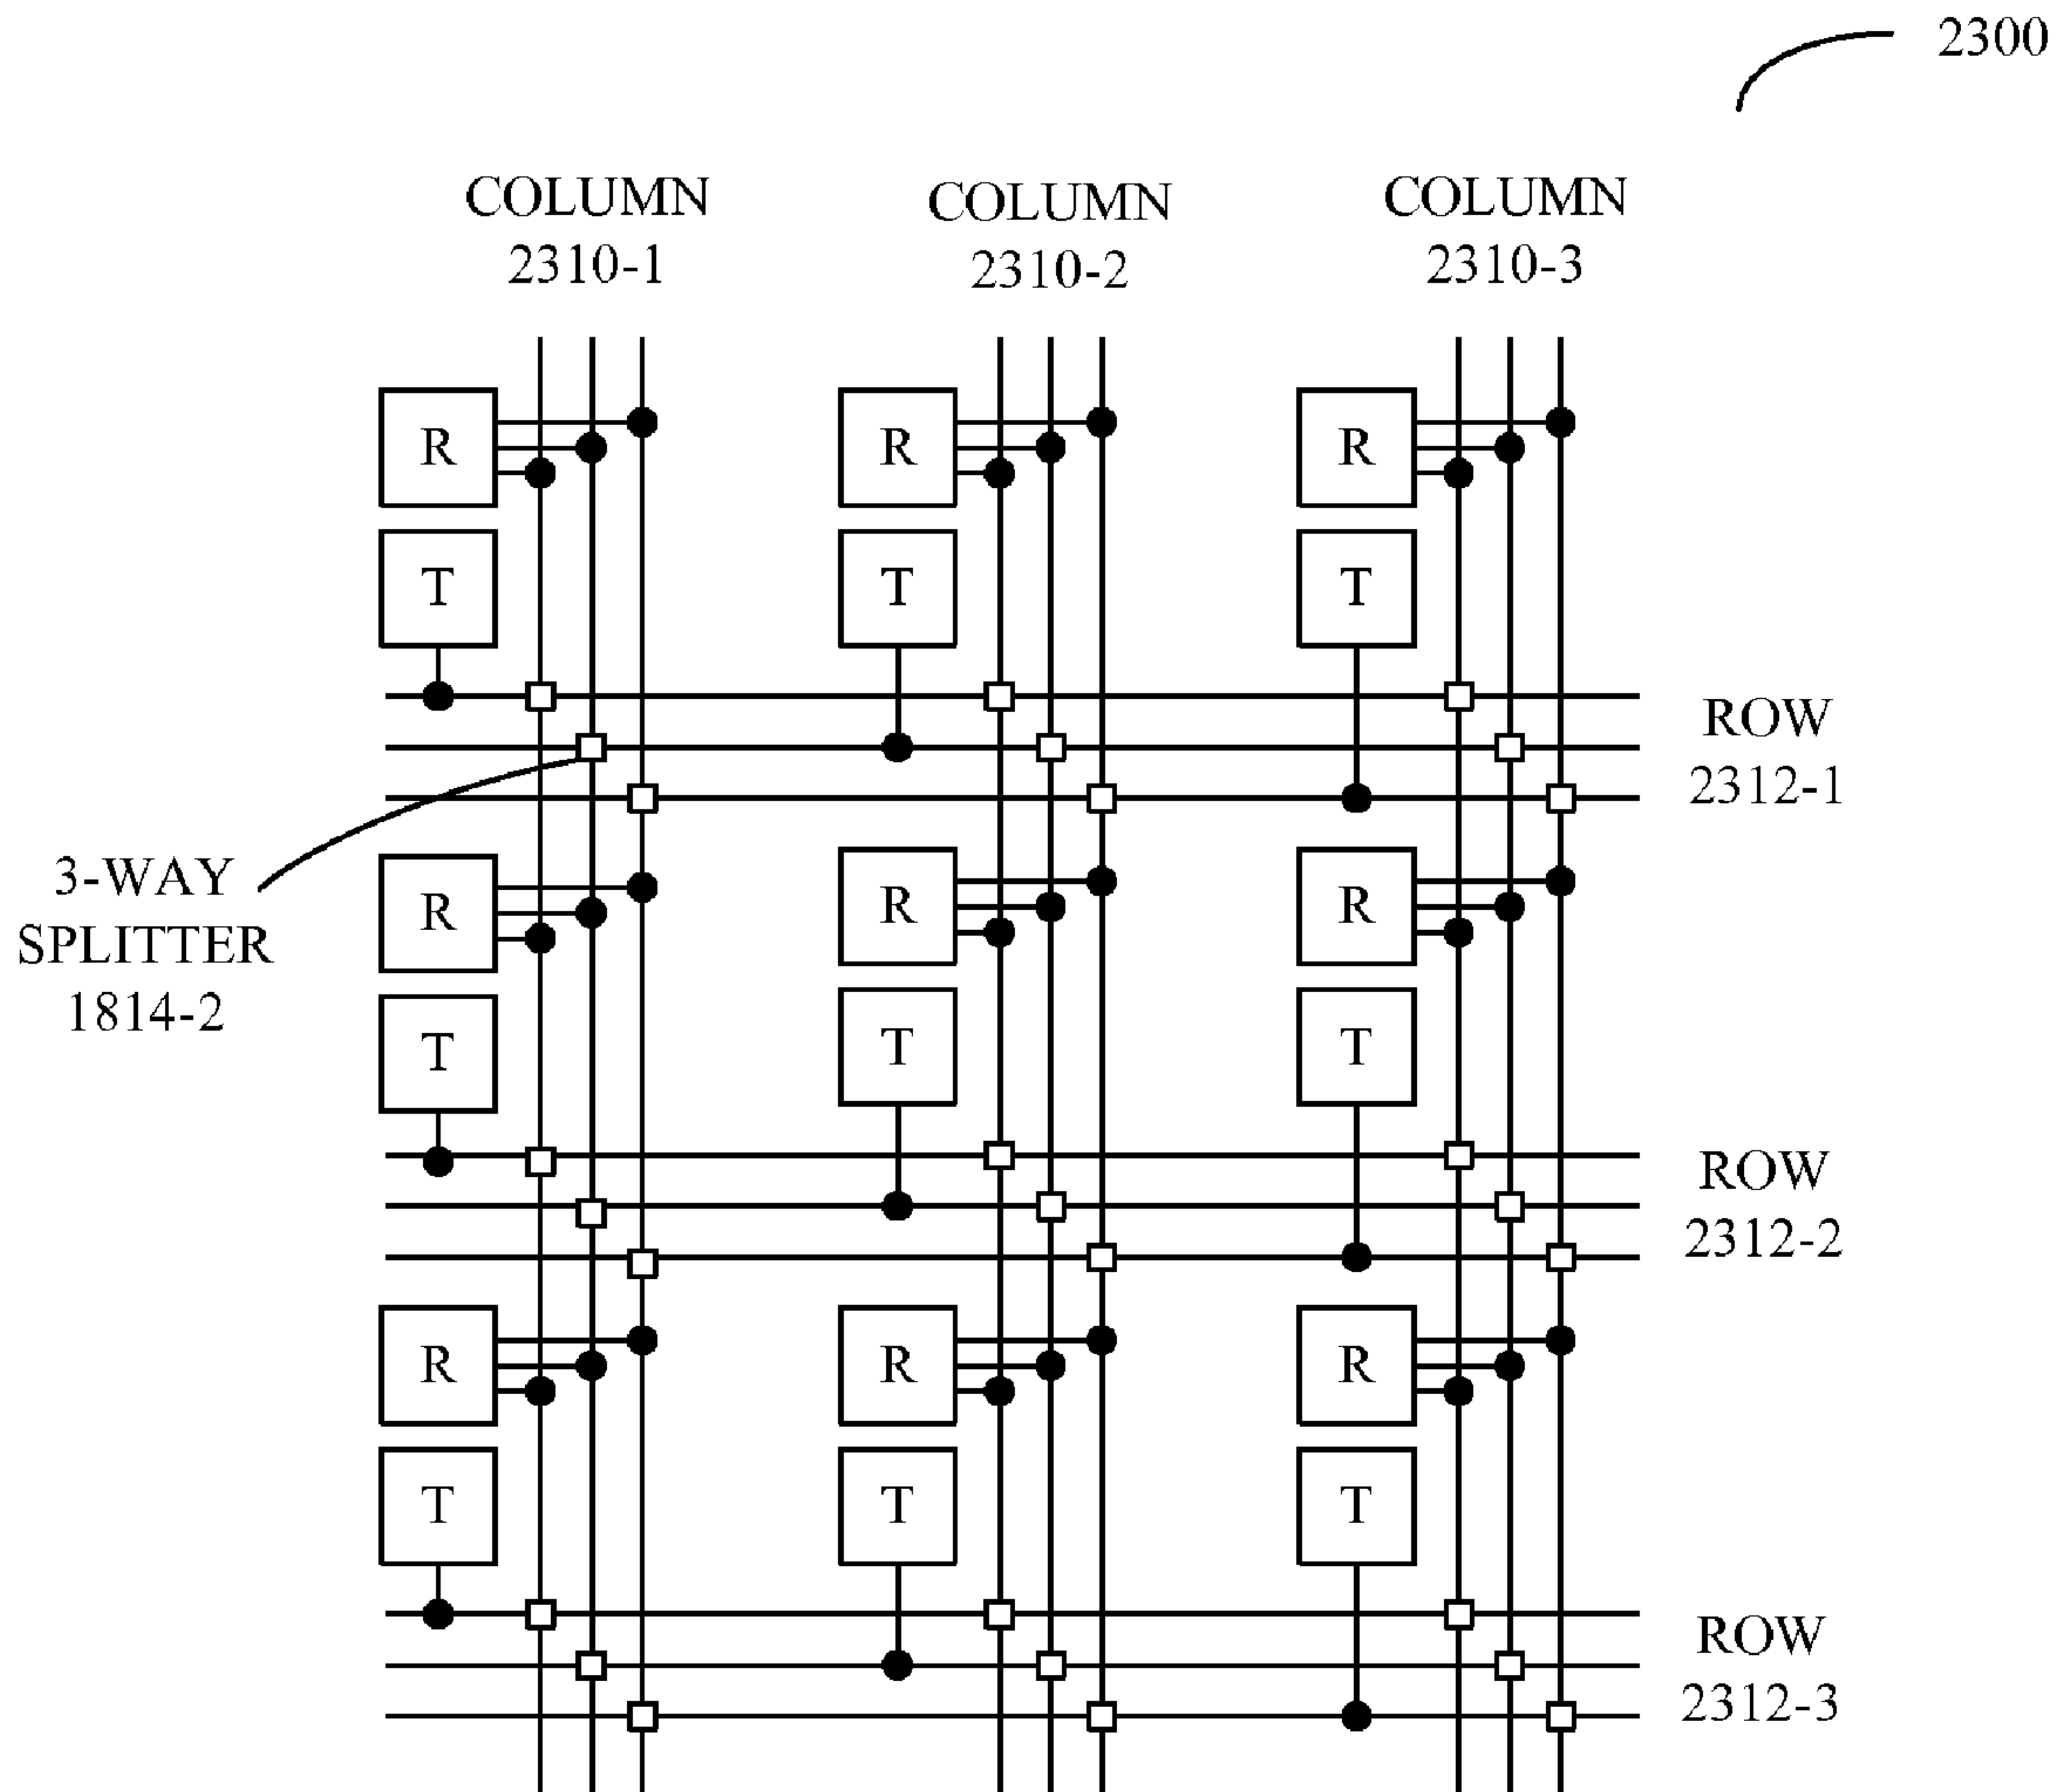 2300
COLUMN
2310-1
COLUMN
2310-2
COLUMN
2310-3
R
R
R
T
T
T
ROW
2312-1
3-WAY
SPLITTER
1814-2
R
R
R
T
T
T
ROW
2312-2
R
R
R
T
T
T
ROW
2312-3